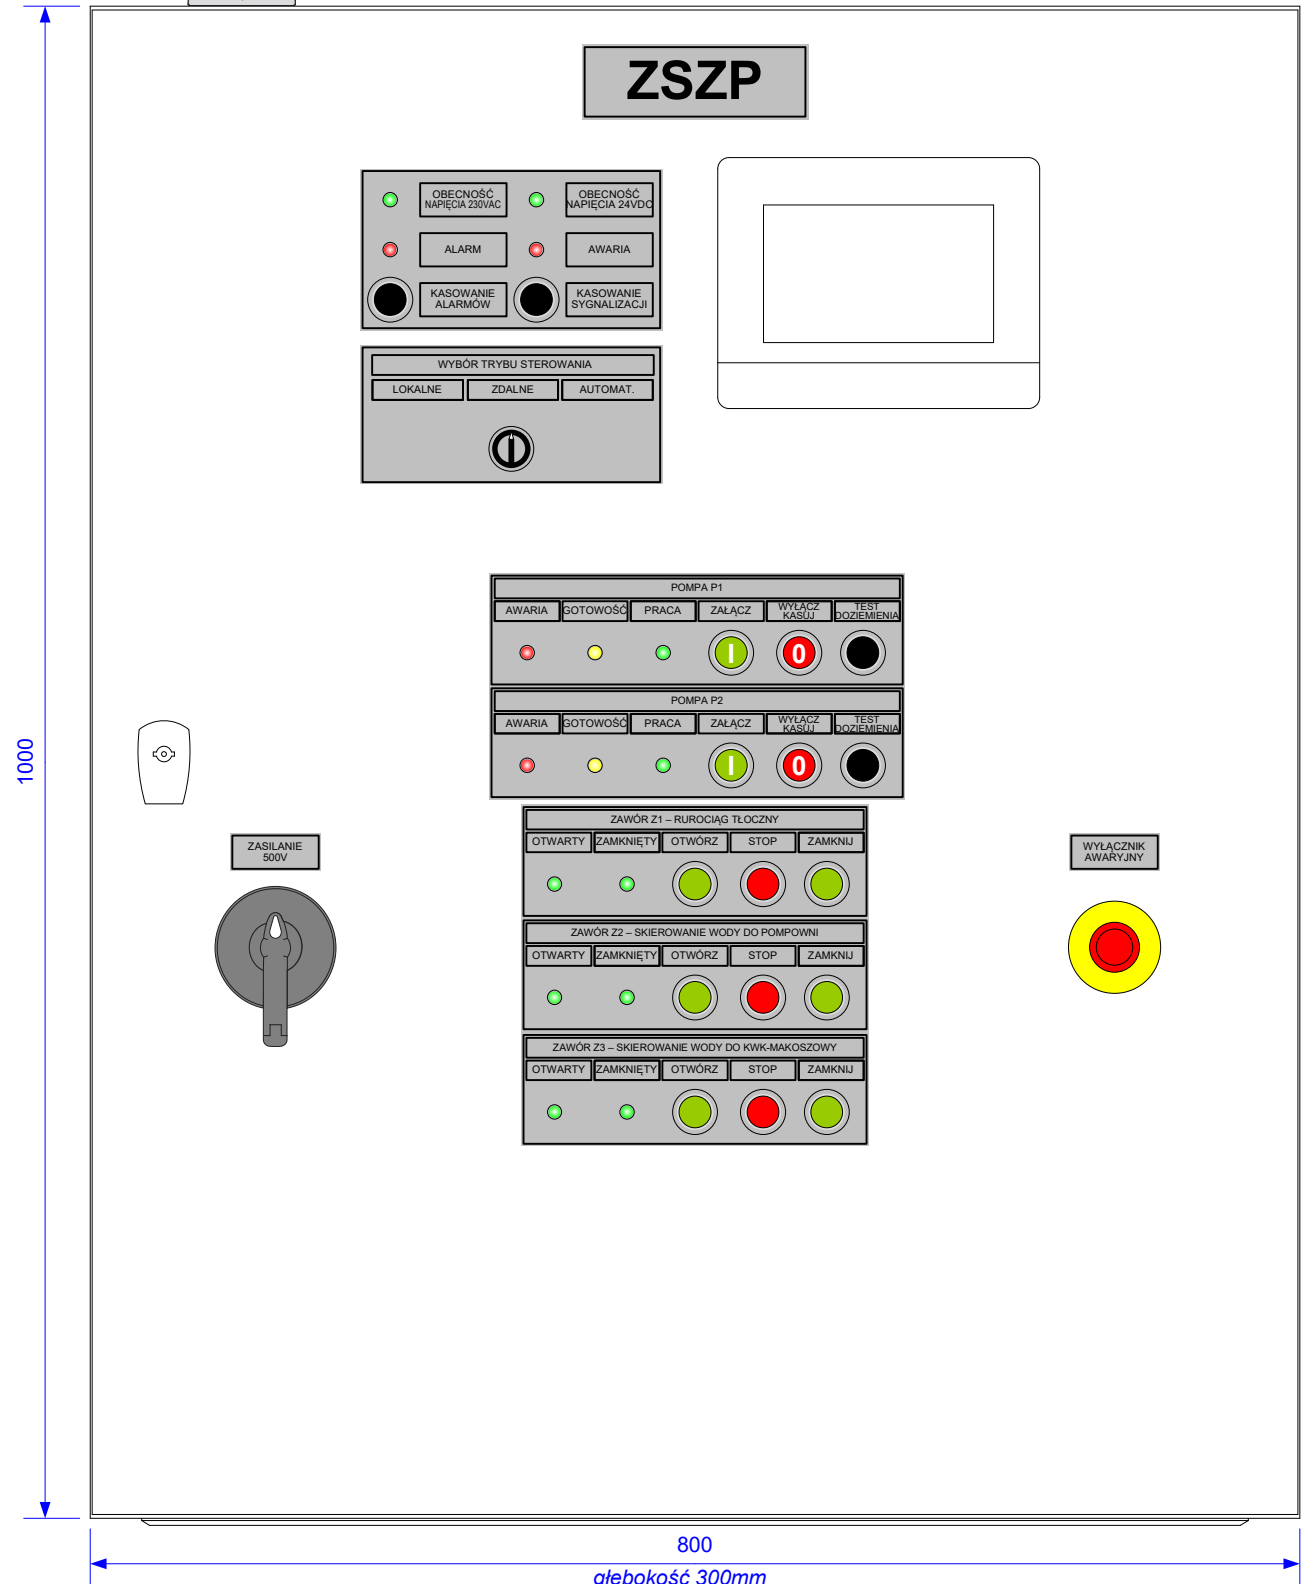 ZSZP
OBECNOŚĆ
NAPIĘCIA 230VAC
OBECNOŚĆ
NAPIĘCIA 24VDC
ALARM
AWARIA
KASOWANIE
ALARMÓW
KASOWANIE
SYGNALIZACJI
WYBÓR TRYBU STEROWANIA
LOKALNE
ZDALNE
AUTOMAT.
POMPA P1
AWARIA
GOTOWOŚĆ
PRACA
ZAŁĄCZ
WYŁĄCZ
KASUJ
TEST
DOZIEMIENIA
I
0
POMPA P2
AWARIA
GOTOWOŚĆ
PRACA
ZAŁĄCZ
WYŁĄCZ
KASUJ
TEST
DOZIEMIENIA
I
0
1000
ZAWÓR Z1 – RUROCIĄG TŁOCZNY
OTWARTY
ZAMKNIĘTY
OTWÓRZ
STOP
ZAMKNIJ
ZASILANIE
500V
WYŁĄCZNIK
AWARYJNY
ZAWÓR Z2 – SKIEROWANIE WODY DO POMPOWNI
OTWARTY
ZAMKNIĘTY
OTWÓRZ
STOP
ZAMKNIJ
ZAWÓR Z3 – SKIEROWANIE WODY DO KWK-MAKOSZOWY
OTWARTY
ZAMKNIĘTY
OTWÓRZ
STOP
ZAMKNIJ
800
głębokość 300mm